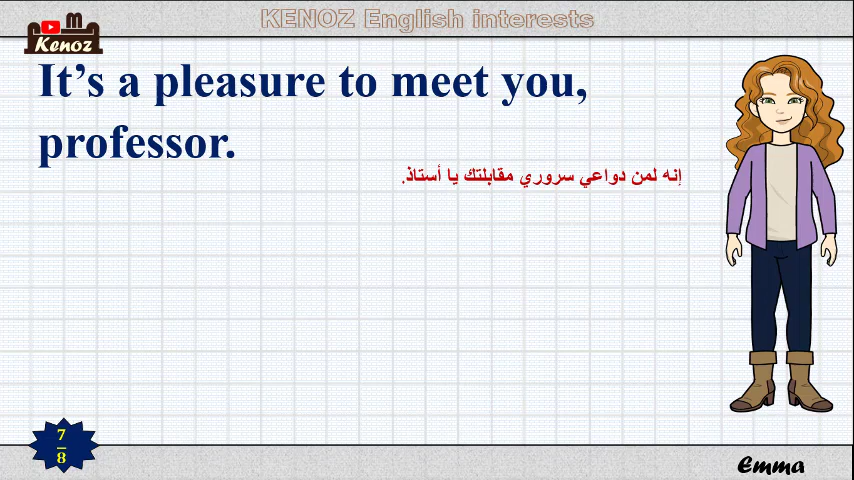 KENOZ English interests
Kenoz
It's a pleasure to meet you,
professor.
إنه لمن دواعي سروري مقابلتك يا أستاذ.
7
8
Emma